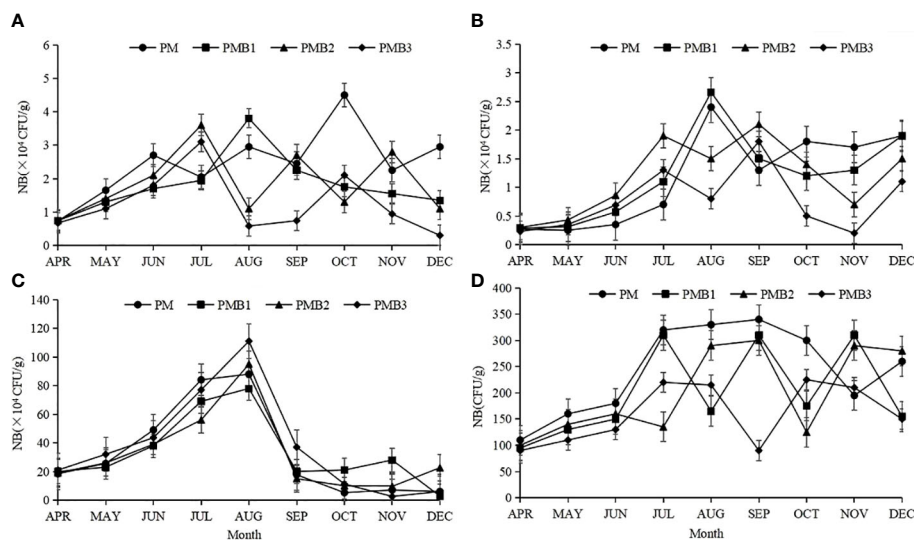 A
PM PMB1 PMB2 PMB3
NB(×10⁴ CFU/g)
6
5
4
3
2
1
0
APR MAY JUN JUL AUG SEP OCT NOV DEC
B
PM PMB1 PMB2 PMB3
NB(×10⁴ CFU/g)
3.5
3
2.5
2
1.5
1
0.5
0
APR MAY JUN JUL AUG SEP OCT NOV DEC
C
PM PMB1 PMB2 PMB3
NB(×10⁴ CFU/g)
140
120
100
80
60
40
20
0
APR MAY JUN JUL AUG SEP OCT NOV DEC
Month
D
PM PMB1 PMB2 PMB3
NB(CFU/g)
400
350
300
250
200
150
100
50
0
APR MAY JUN JUL AUG SEP OCT NOV DEC
Month